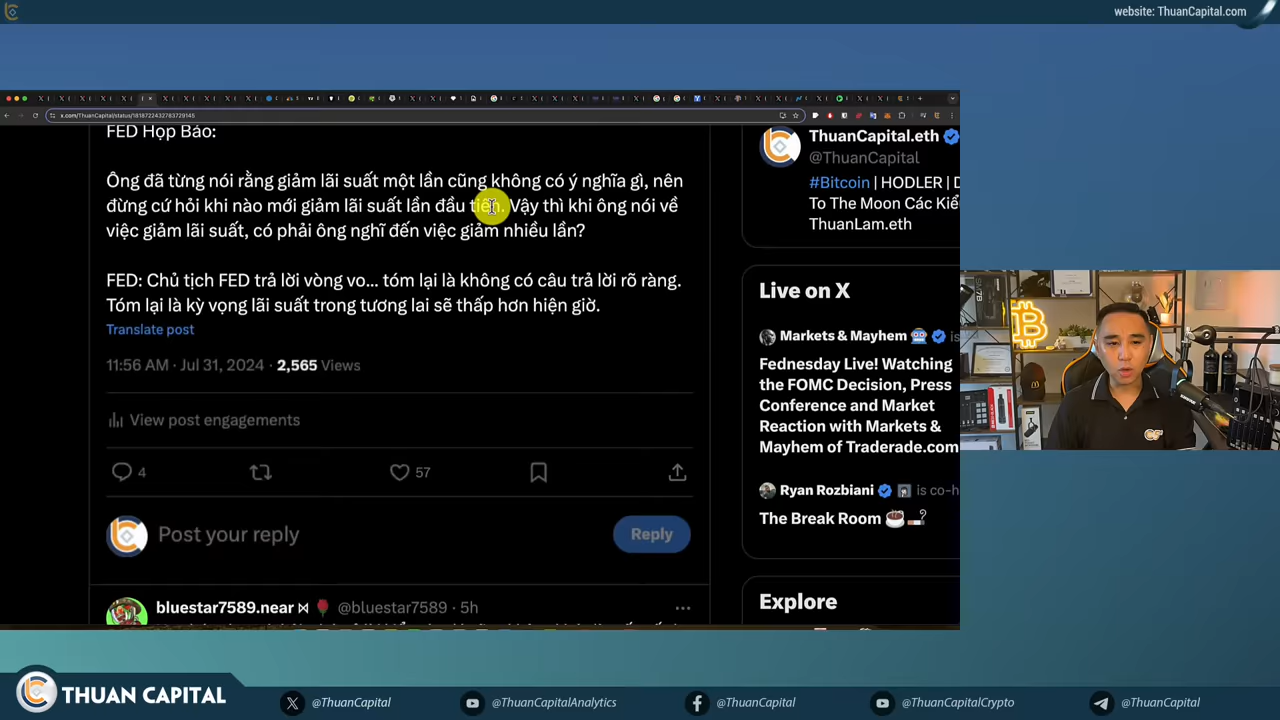 website: ThuanCapital.com
x.com/ThuanCapital/status/1818722432783729145
FED Họp Báo:
Ông đã từng nói rằng giảm lãi suất một lần cũng không có ý nghĩa gì, nên
đừng cứ hỏi khi nào mới giảm lãi suất lần đầu tiên. Vậy thì khi ông nói về
việc giảm lãi suất, có phải ông nghĩ đến việc giảm nhiều lần?
FED: Chủ tịch FED trả lời vòng vo... tóm lại là không có câu trả lời rõ ràng.
Tóm lại là kỳ vọng lãi suất trong tương lai sẽ thấp hơn hiện giờ.
Translate post
11:56 AM · Jul 31, 2024 · 2,565 Views
View post engagements
4
57
Post your reply
Reply
bluestar7589.near @bluestar7589 · 5h
ThuanCapital.eth
@ThuanCapital
#Bitcoin | HODLER | D
To The Moon Các Kiể
ThuanLam.eth
Live on X
Markets & Mayhem is
Fednesday Live! Watching
the FOMC Decision, Press
Conference and Market
Reaction with Markets &
Mayhem of Traderade.com
Ryan Rozbiani is co-h
The Break Room
Explore
THUAN CAPITAL
@ThuanCapital
@ThuanCapitalAnalytics
@ThuanCapital
@ThuanCapitalCrypto
@ThuanCapital